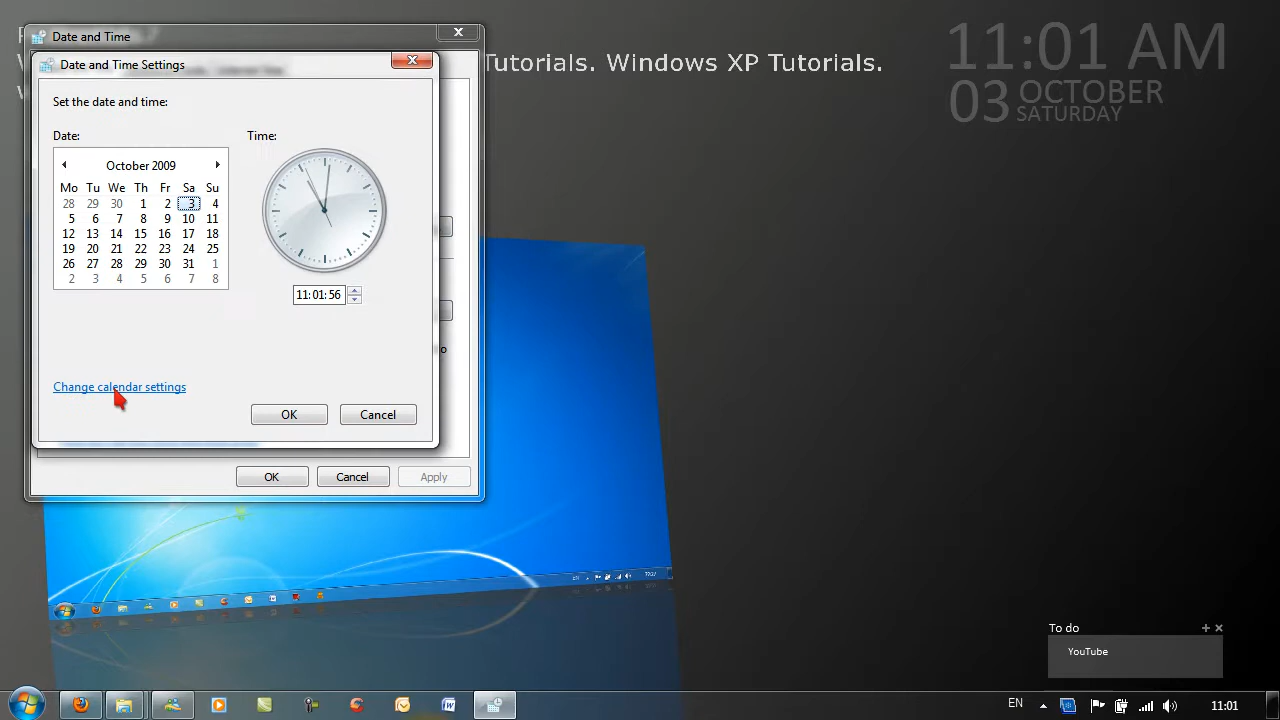 Date and Time
Date and Time Settings
Tutorials. Windows XP Tutorials.
11:01 AM
03
OCTOBER
SATURDAY
Set the date and time:
Date:
Time:
October 2009
Mo Tu We Th Fr Sa Su
28 29 30 1 2 3 4
5 6 7 8 9 10 11
12 13 14 15 16 17 18
19 20 21 22 23 24 25
26 27 28 29 30 31 1
2 3 4 5 6 7 8
11:01:56
Change calendar settings
OK
Cancel
OK
Cancel
Apply
To do
YouTube
EN
11:01